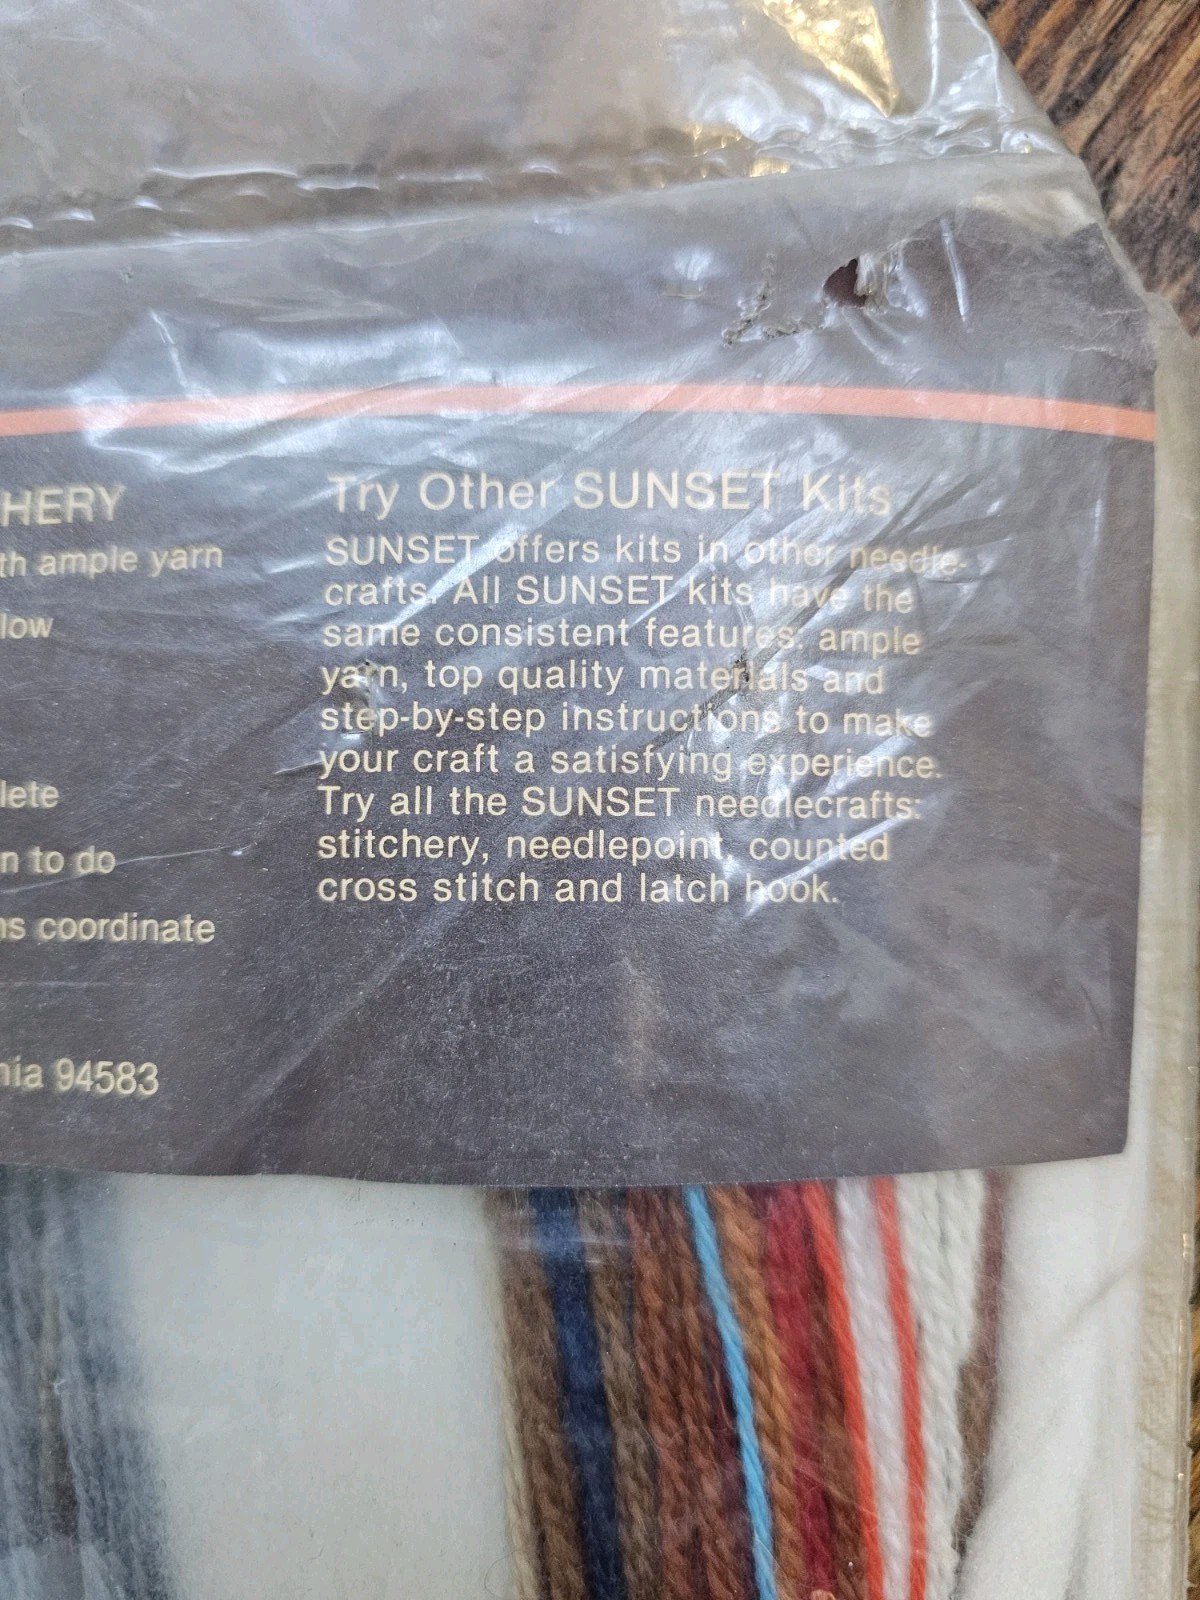 HERY
th ample yarn
low
lete
n to do
ns coordinate
nia 94583
Try Other SUNSET Kits
SUNSET offers kits in other needle-
crafts. All SUNSET kits have the
same consistent features: ample
yarn, top quality materials and
step-by-step instructions to make
your craft a satisfying experience.
Try all the SUNSET needlecrafts:
stitchery, needlepoint, counted
cross stitch and latch hook.